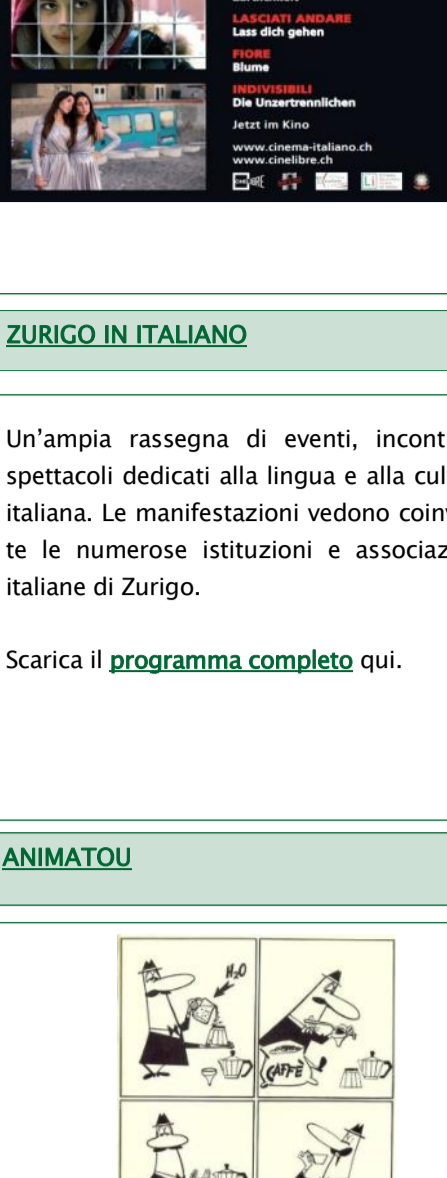 LASCIATI ANDARE
Lass dich gehen
FIORE
Blume
INDIVISIBILI
Die Unzertrennlichen
Jetzt im Kino
www.cinema-italiano.ch
www.cinelibre.ch
ZURIGO IN ITALIANO
Un’ampia rassegna di eventi, incont
spettacoli dedicati alla lingua e alla cul
italiana. Le manifestazioni vedono coinv
te le numerose istituzioni e associaz
italiane di Zurigo.
Scarica il programma completo qui.
ANIMATOU
H2O
CAFFÈ